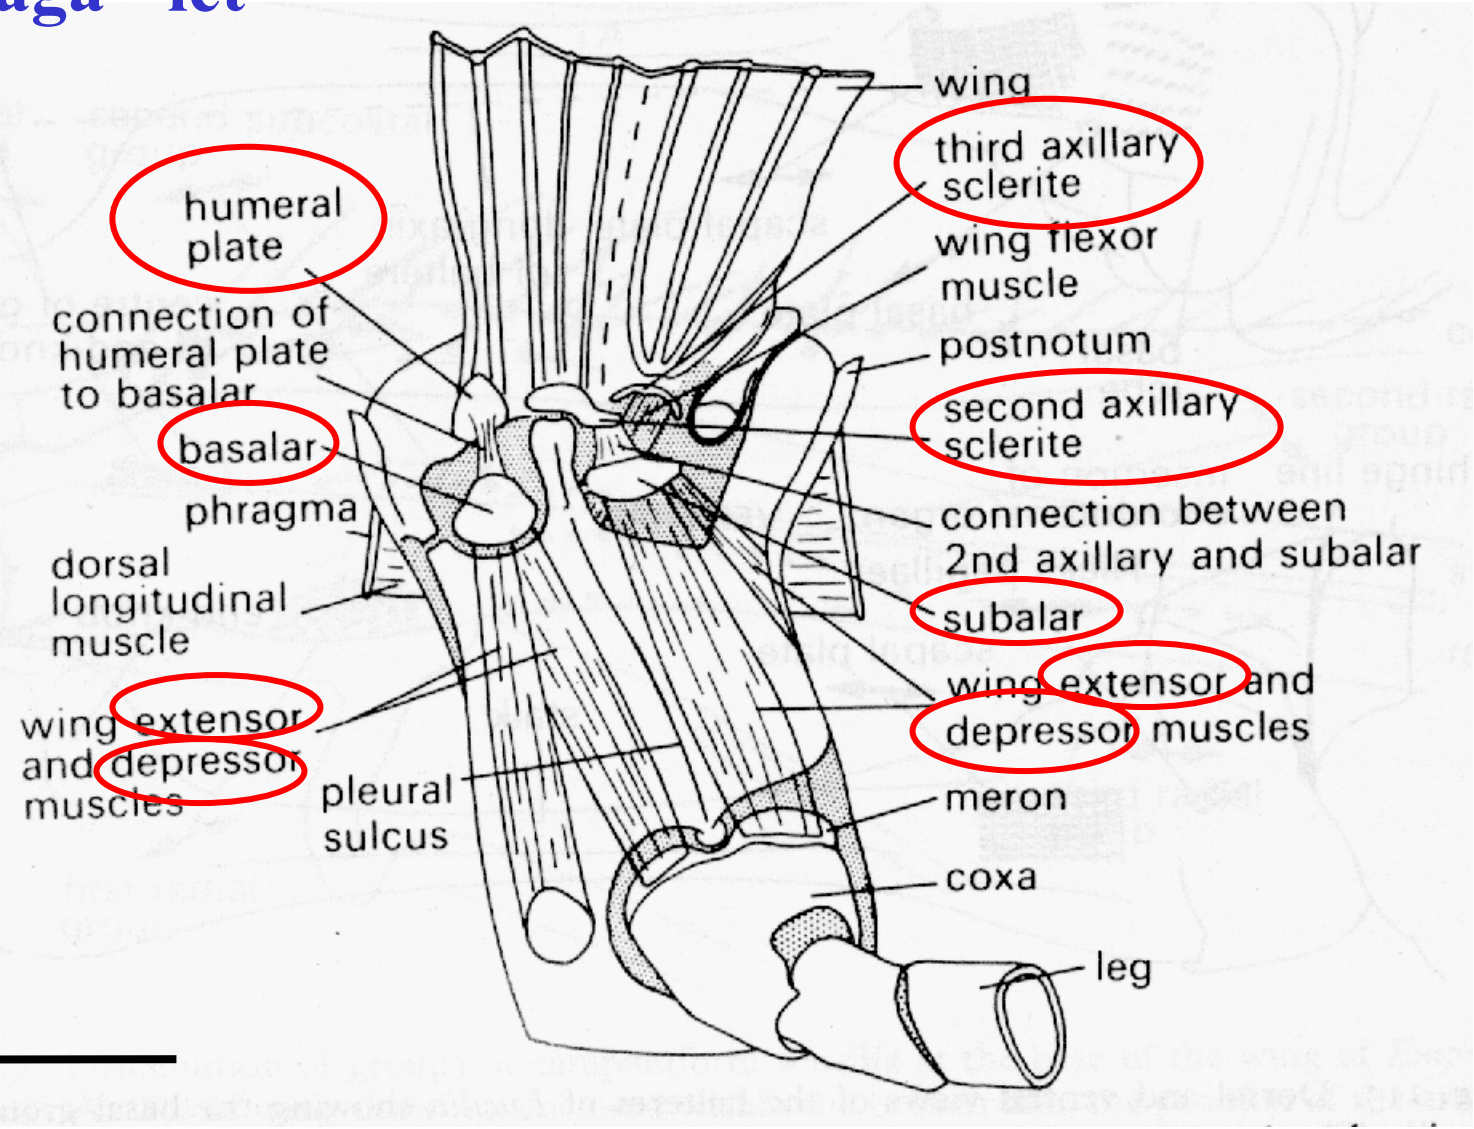 humeral
plate
connection of
humeral plate
to basalar
basalar
phragma
dorsal
longitudinal
muscle
wing extensor
and depressor
muscles
pleural
sulcus
wing
third axillary
sclerite
wing flexor
muscle
postnotum
second axillary
sclerite
connection between
2nd axillary and subalar
subalar
wing extensor and
depressor muscles
meron
coxa
leg